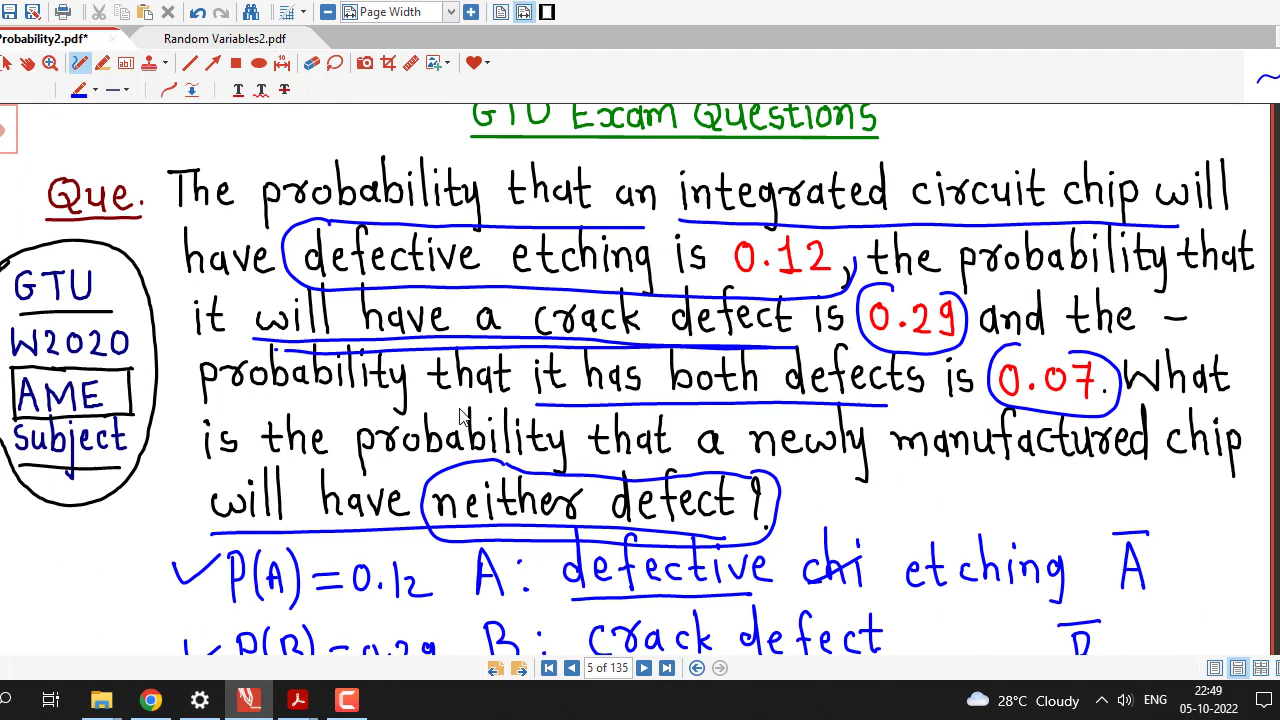 Page Width
Probability2.pdf*
Random Variables2.pdf
GTU Exam Questions
Que. The probability that an integrated circuit chip will
have defective etching is 0.12, the probability that
it will have a crack defect is 0.29 and the -
probability that it has both defects is 0.07. What
is the probability that a newly manufactured chip
will have neither defect?
GTU
W2020
AME
Subject
P(A)=0.12 A: defective chi etching A̅
P(B)=0.29 B: crack defect B̅
5 of 135
28°C Cloudy
ENG
22:49
05-10-2022